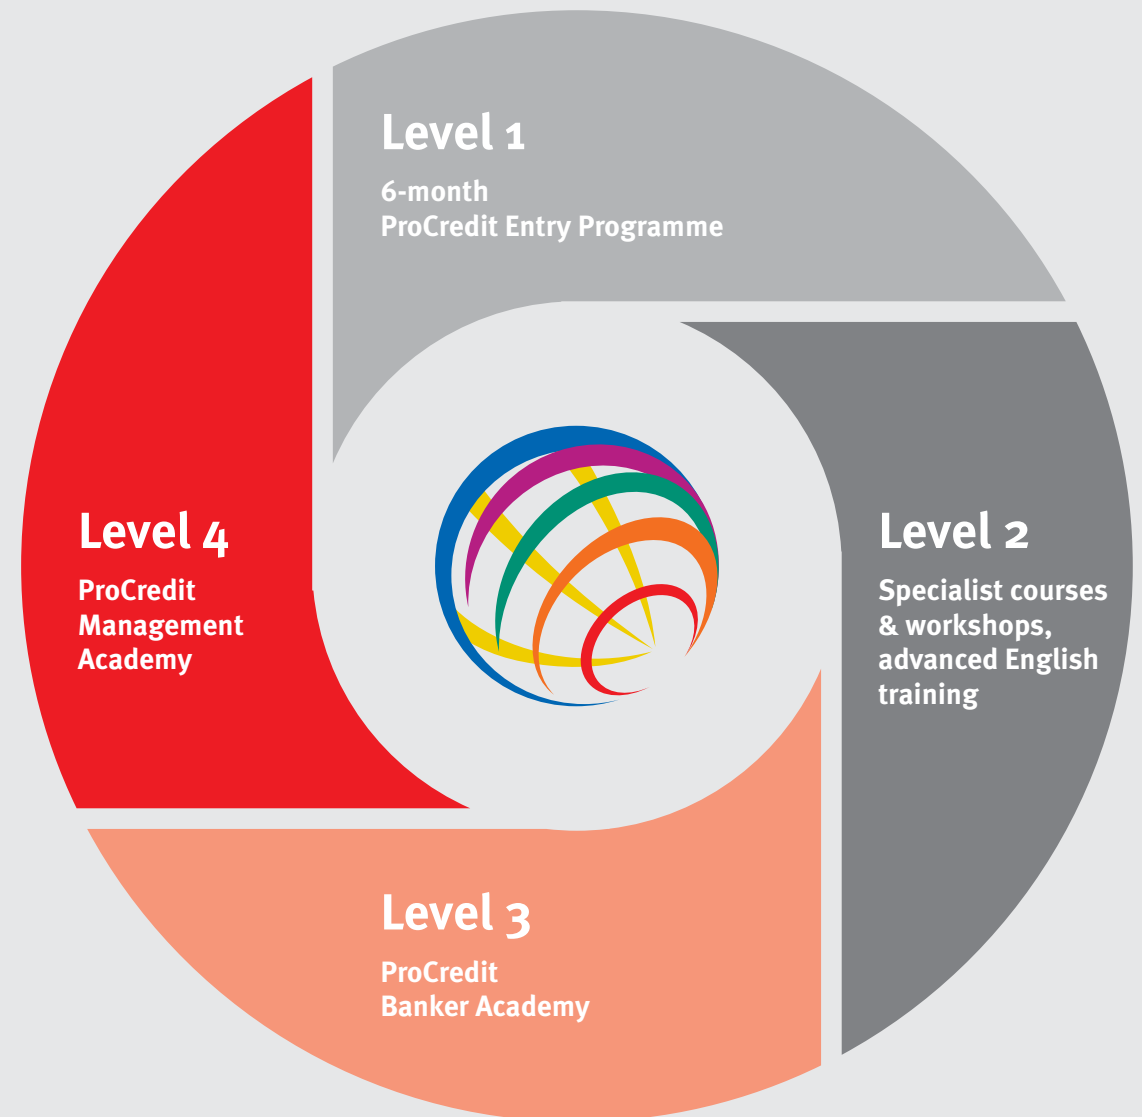 Level 1
6-month
ProCredit Entry Programme
Level 2
Specialist courses
& workshops,
advanced English
training
Level 3
ProCredit
Banker Academy
Level 4
ProCredit
Management
Academy